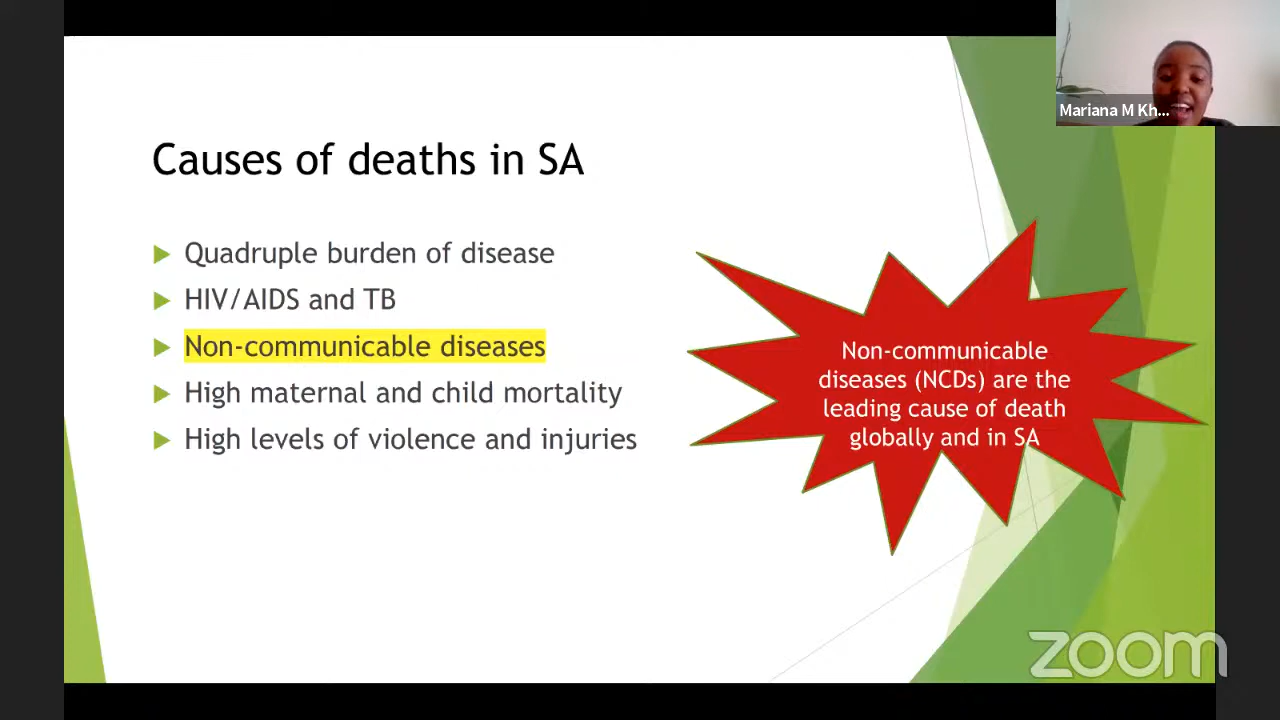 Mariana M Kh...
Causes of deaths in SA
Quadruple burden of disease
HIV/AIDS and TB
Non-communicable diseases
High maternal and child mortality
High levels of violence and injuries
Non-communicable
diseases (NCDs) are the
leading cause of death
globally and in SA
zoom